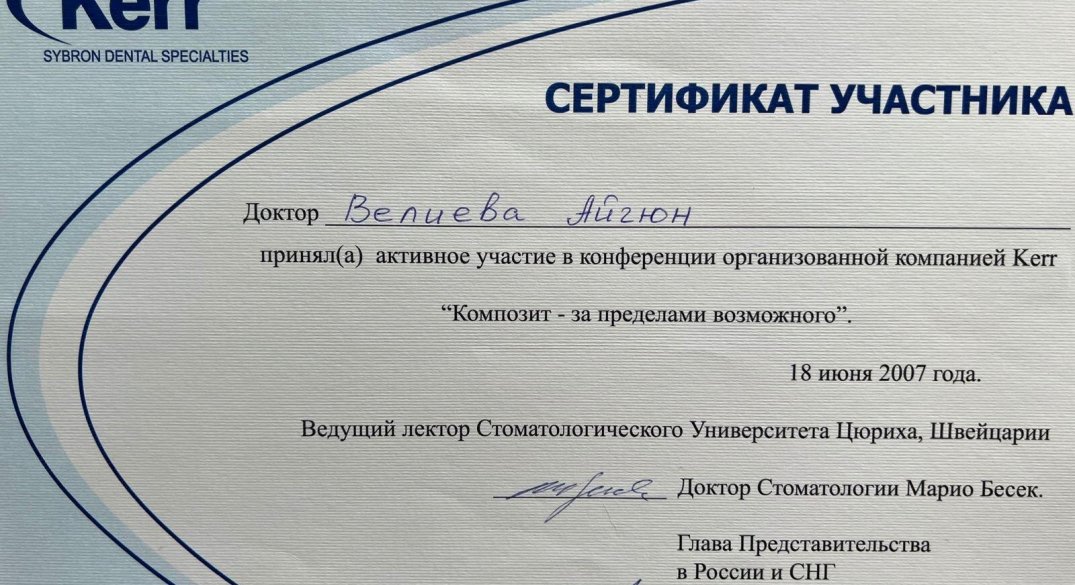 Kerr
SYBRON DENTAL SPECIALTIES
СЕРТИФИКАТ УЧАСТНИКА
Доктор Велиева Айгюн
принял(а) активное участие в конференции организованной компанией Kerr
“Композит - за пределами возможного”.
18 июня 2007 года.
Ведущий лектор Стоматологического Университета Цюриха, Швейцарии
Доктор Стоматологии Марио Бесек.
Глава Представительства
в России и СНГ